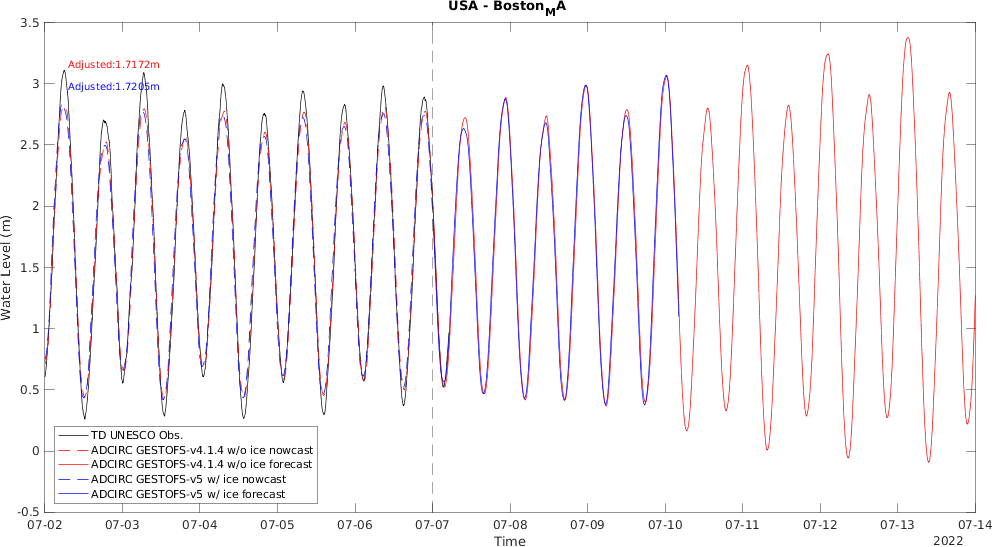 USA - Boston_MA
3.5
3
2.5
2
1.5
1
0.5
0
-0.5
Water Level (m)
Adjusted:1.7172m
Adjusted:1.7205m
TD UNESCO Obs.
ADCIRC GESTOFS-v4.1.4 w/o ice nowcast
ADCIRC GESTOFS-v4.1.4 w/o ice forecast
ADCIRC GESTOFS-v5 w/ ice nowcast
ADCIRC GESTOFS-v5 w/ ice forecast
07-02 07-03 07-04 07-05 07-06 07-07 07-08 07-09 07-10 07-11 07-12 07-13 07-14
Time
2022